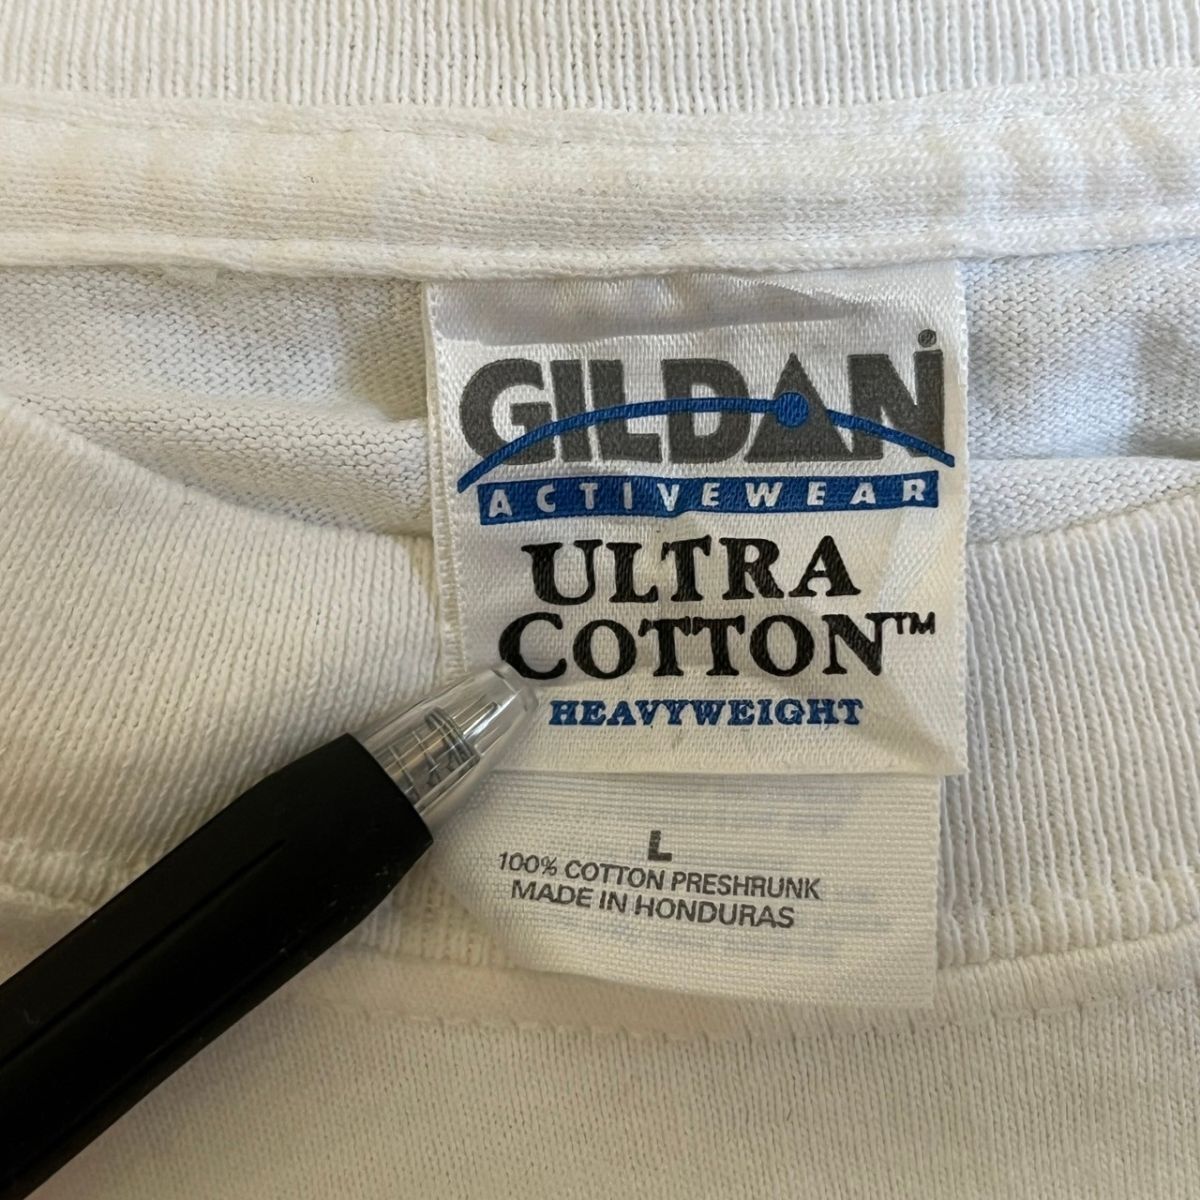 GILDAN®
ACTIVEWEAR
ULTRA
COTTON™
HEAVYWEIGHT
L
100% COTTON PRESHRUNK
MADE IN HONDURAS